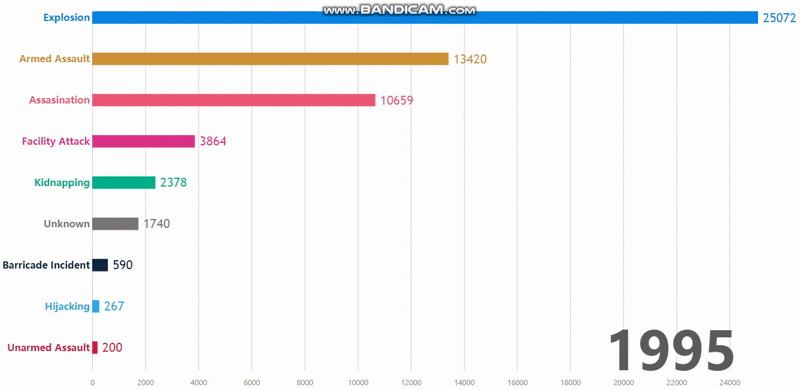 www.BANDICAM.com
Explosion 25072
Armed Assault 13420
Assasination 10659
Facility Attack 3864
Kidnapping 2378
Unknown 1740
Barricade Incident 590
Hijacking 267
Unarmed Assault 200
1995
0 2000 4000 6000 8000 10000 12000 14000 16000 18000 20000 22000 24000